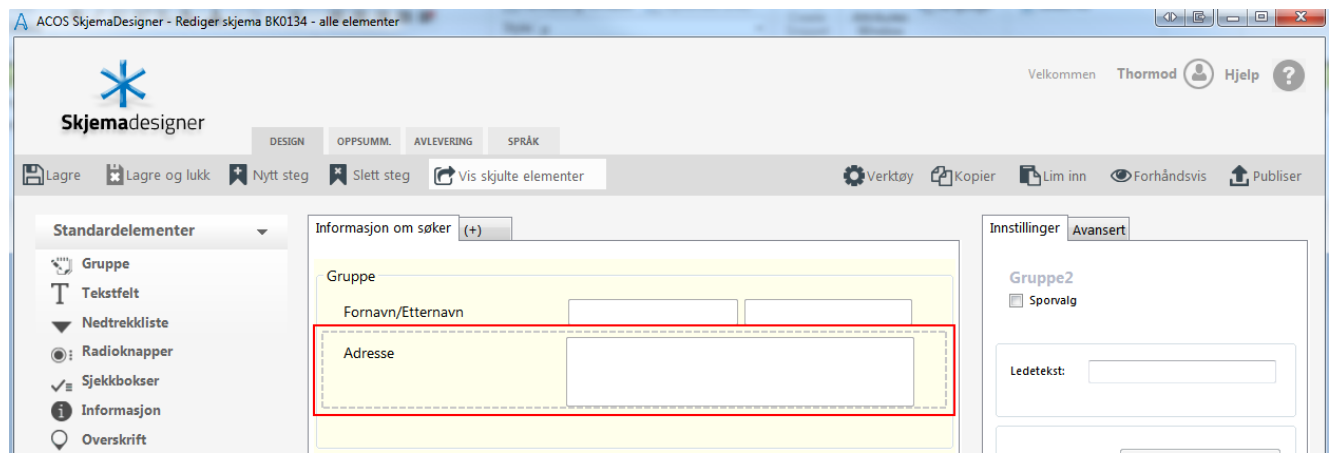 ACOS SkjemaDesigner - Rediger skjema BK0134 - alle elementer
Velkommen Thormod Hjelp ?
Skjemadesigner
DESIGN OPPSUMM. AVLEVERING SPRÅK
Lagre Lagre og lukk Nytt steg Slett steg Vis skjulte elementer Verktøy Kopier Lim inn Forhåndsvis Publiser
Standardelementer
Gruppe
Tekstfelt
Nedtrekkliste
Radioknapper
Sjekkbokser
Informasjon
Overskrift
Informasjon om søker (+)
Gruppe
Fornavn/Etternavn
Adresse
Innstillinger Avansert
Gruppe2
Sporvalg
Ledetekst: